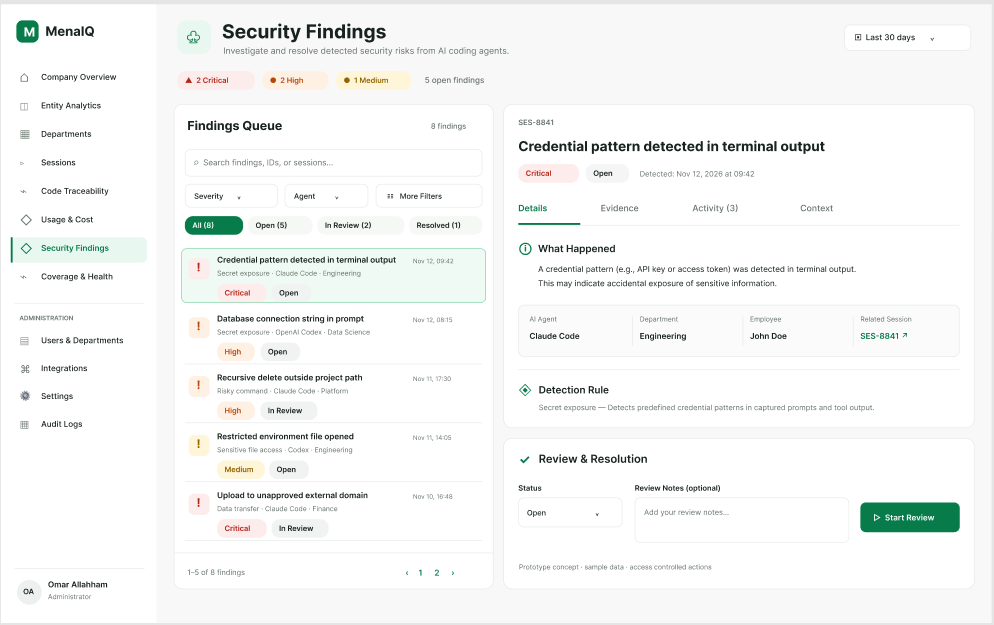 M MenaIQ
Company Overview
Entity Analytics
Departments
Sessions
Code Traceability
Usage & Cost
Security Findings
Coverage & Health
ADMINISTRATION
Users & Departments
Integrations
Settings
Audit Logs
OA
Omar Allahham
Administrator
Security Findings
Investigate and resolve detected security risks from AI coding agents.
Last 30 days
2 Critical
2 High
1 Medium
5 open findings
Findings Queue
8 findings
Search findings, IDs, or sessions...
Severity
Agent
More Filters
All (8)
Open (5)
In Review (2)
Resolved (1)
! Credential pattern detected in terminal output
Nov 12, 09:42
Secret exposure · Claude Code · Engineering
Critical
Open
! Database connection string in prompt
Nov 12, 08:15
Secret exposure · OpenAI Codex · Data Science
High
Open
! Recursive delete outside project path
Nov 11, 17:30
Risky command · Claude Code · Platform
High
In Review
! Restricted environment file opened
Nov 11, 14:05
Sensitive file access · Codex · Engineering
Medium
Open
! Upload to unapproved external domain
Nov 10, 16:48
Data transfer · Claude Code · Finance
Critical
In Review
1–5 of 8 findings
‹ 1 2 ›
SES-8841
Credential pattern detected in terminal output
Critical
Open
Detected: Nov 12, 2026 at 09:42
Details
Evidence
Activity (3)
Context
What Happened
A credential pattern (e.g., API key or access token) was detected in terminal output.
This may indicate accidental exposure of sensitive information.
AI Agent
Claude Code
Department
Engineering
Employee
John Doe
Related Session
SES-8841 ↗
Detection Rule
Secret exposure — Detects predefined credential patterns in captured prompts and tool output.
Review & Resolution
Status
Open
Review Notes (optional)
Add your review notes...
Start Review
Prototype concept · sample data · access controlled actions